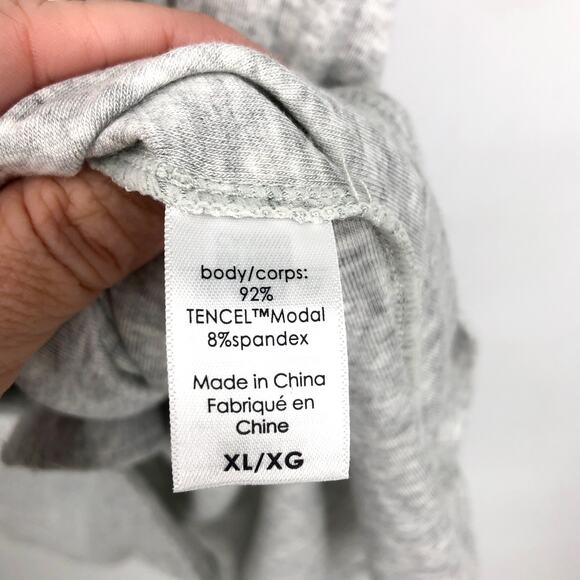 body/corps:
92%
TENCEL™Modal
8%spandex
Made in China
Fabriqué en
Chine
XL/XG